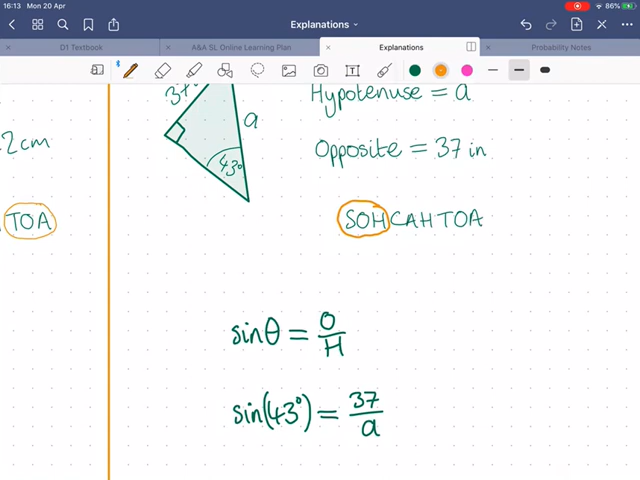 16:13 Mon 20 Apr
86%
Explanations
D1 Textbook
A&A SL Online Learning Plan
Explanations
Probability Notes
Hypotenuse = a
a
2cm
Opposite = 37 in
43°
TOA
SOHCAHTOA
sinθ = O/H
sin(43°) = 37/a